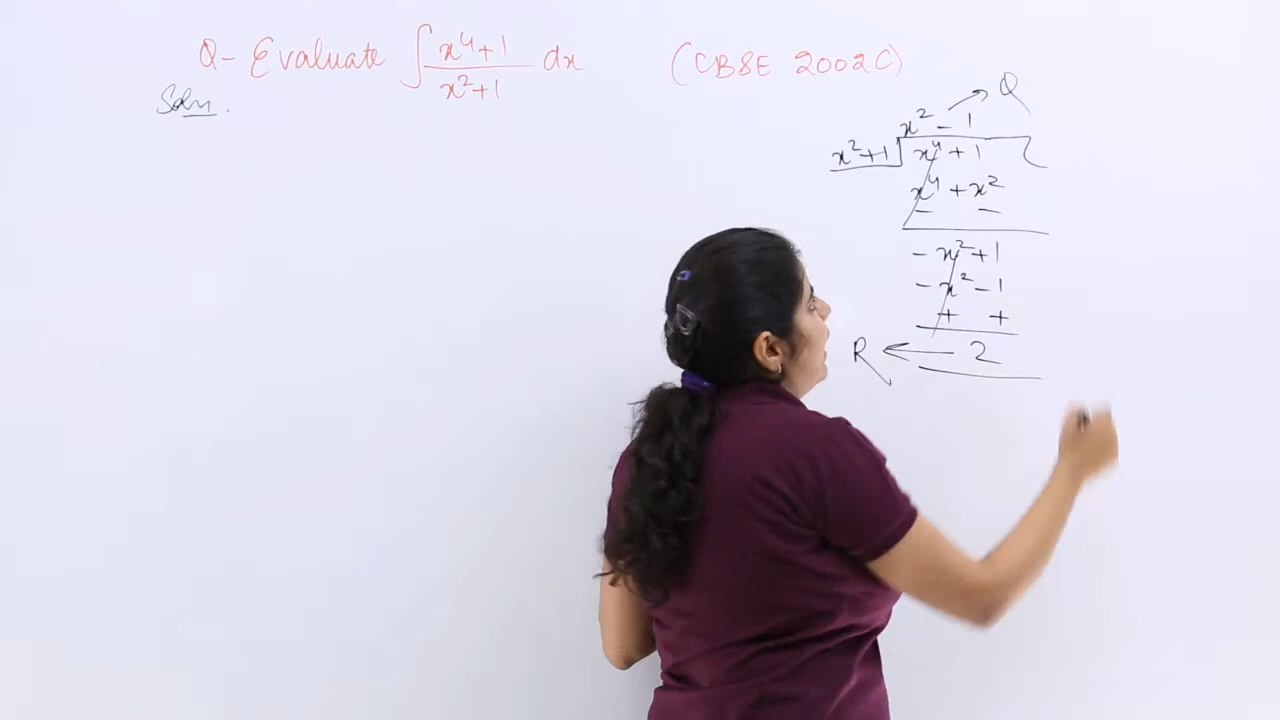 Q- Evaluate ∫ x⁴+1 / x²+1 dx (CBSE 2002C)
Soln.
→ Q
x² - 1
x²+1 x⁴ + 1
x⁴ + x²
- -
- x² + 1
- x² - 1
+ +
R ← 2